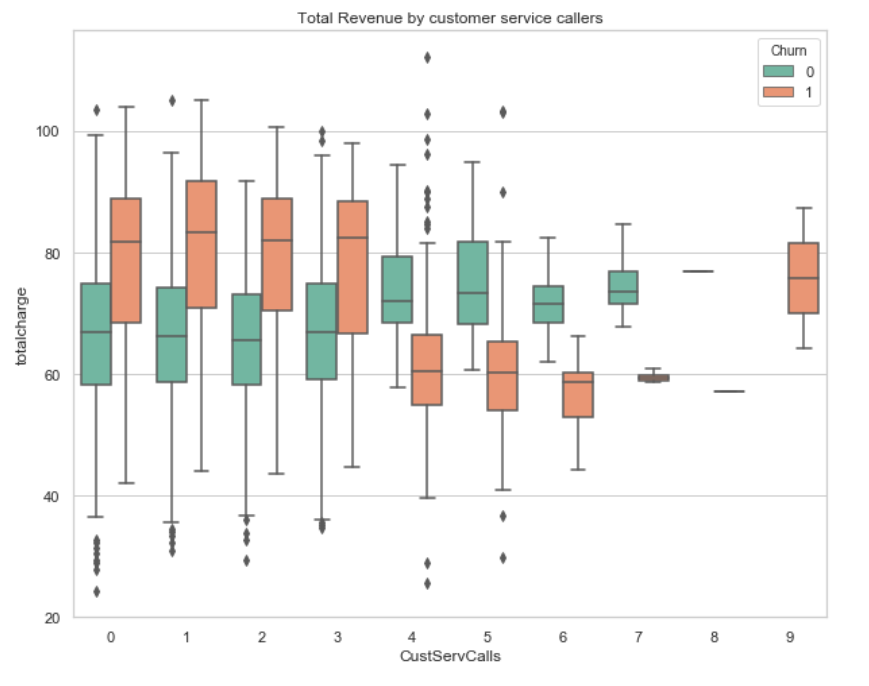 Total Revenue by customer service callers
Churn
0
1
100
80
60
40
20
totalcharge
0 1 2 3 4 5 6 7 8 9
CustServCalls